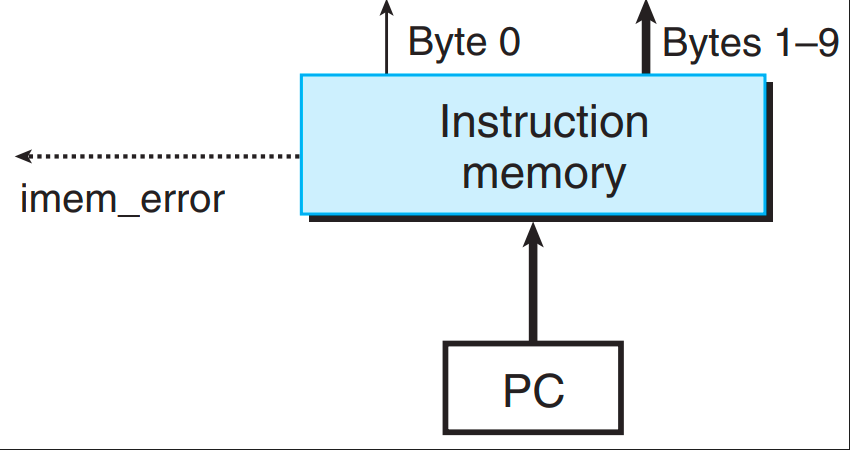 Byte 0
Bytes 1–9
Instruction
memory
imem_error
PC